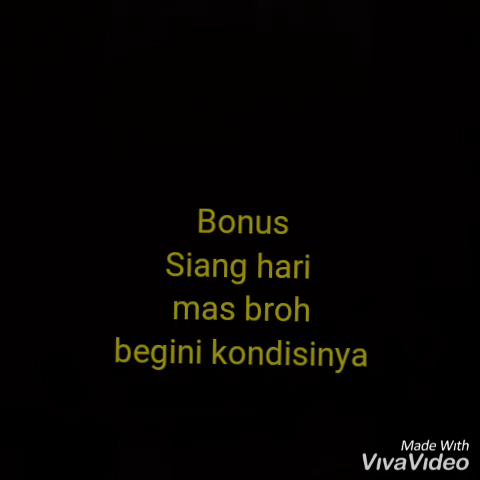 Bonus
Siang hari
mas broh
begini kondisinya
Made With
VivaVideo